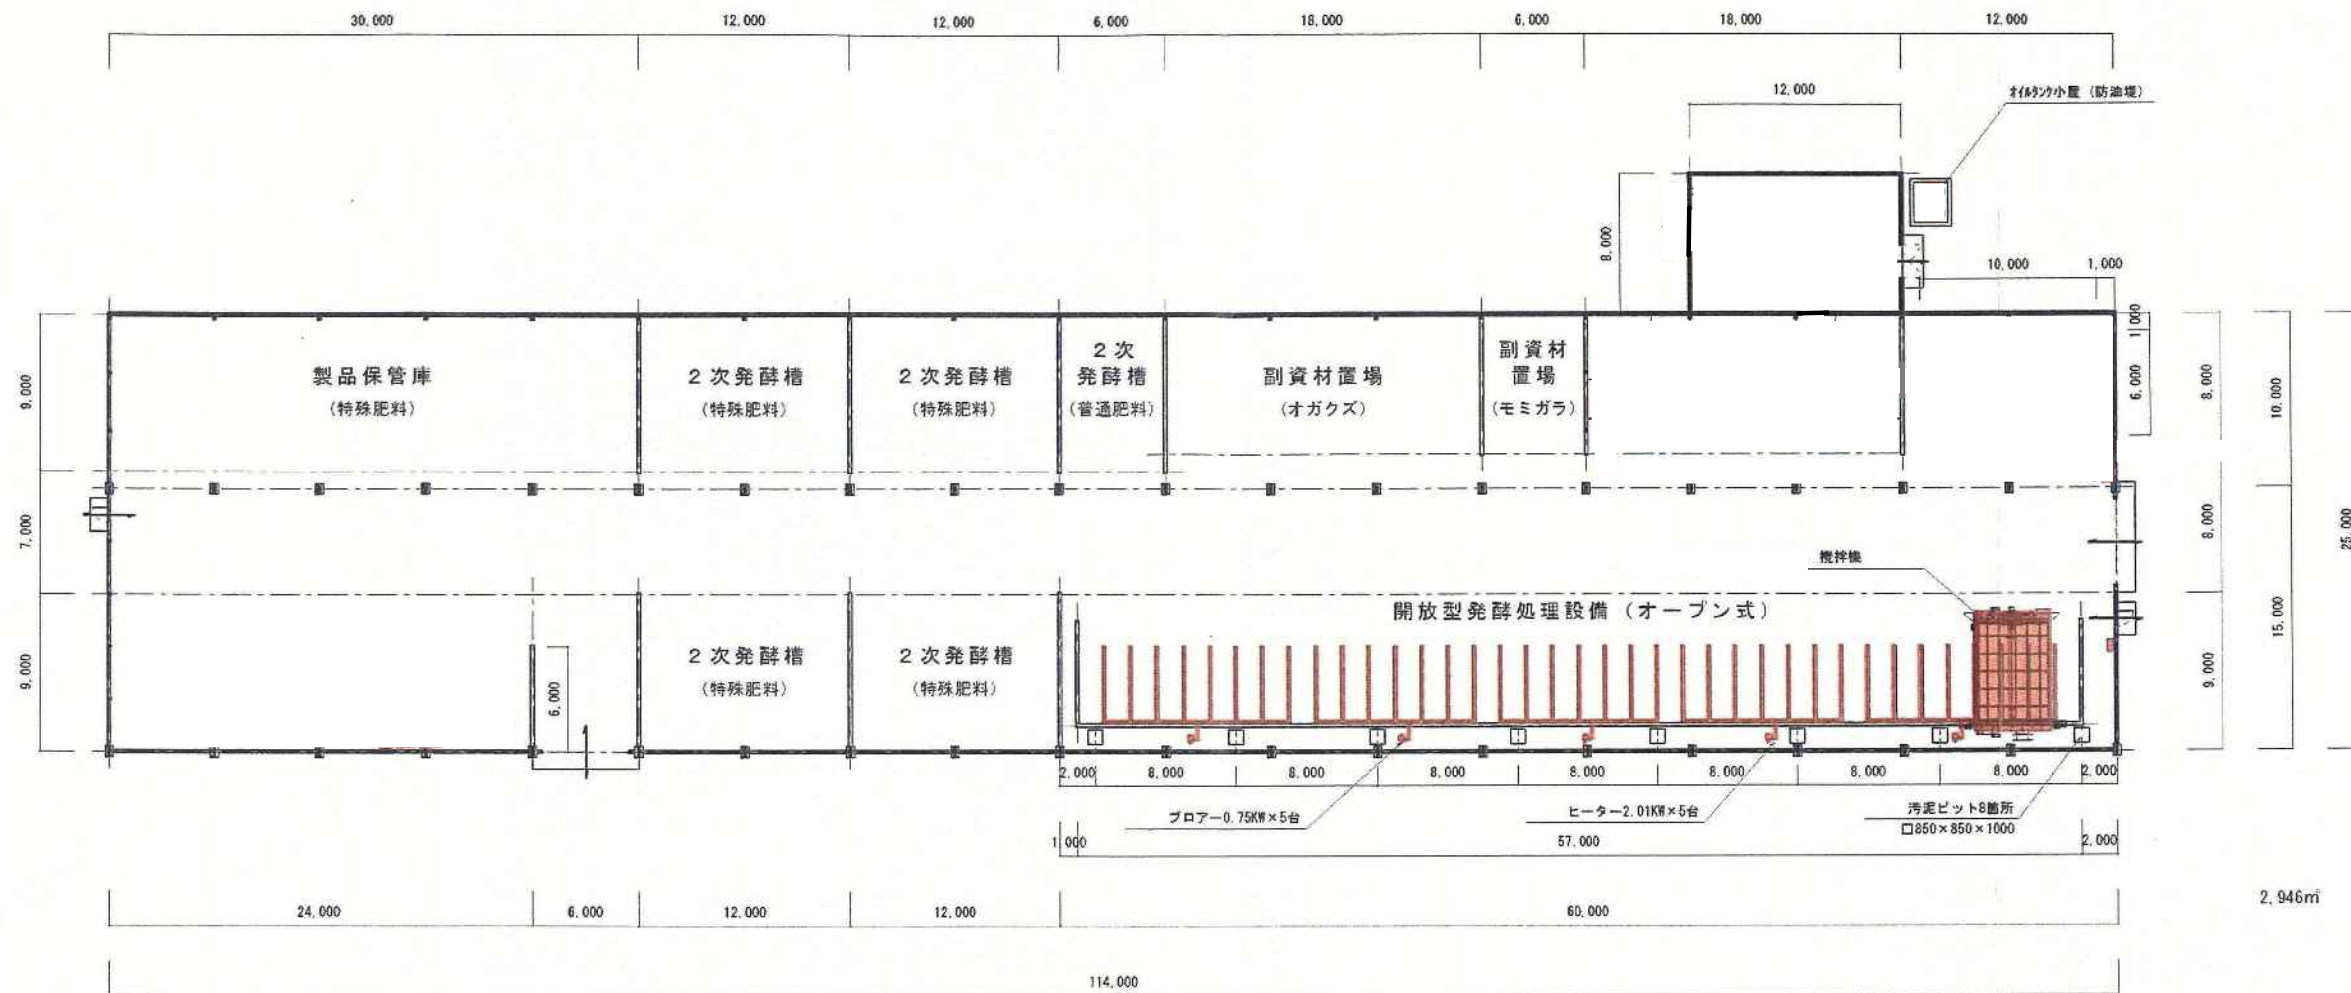 30,000
12,000
12,000
6,000
18,000
6,000
18,000
12,000
12,000
オイルタンク小屋（防油堤）
8,000
10,000
1,000
9,000
7,000
9,000
製品保管庫
（特殊肥料）
２次発酵槽
（特殊肥料）
２次発酵槽
（特殊肥料）
２次
発酵槽
（普通肥料）
副資材置場
（オガクズ）
副資材
置場
（モミガラ）
1,000
6,000
8,000
8,000
9,000
10,000
15,000
25,000
攪拌機
開放型発酵処理設備（オープン式）
6,000
２次発酵槽
（特殊肥料）
２次発酵槽
（特殊肥料）
2,000
8,000
8,000
8,000
8,000
8,000
8,000
8,000
2,000
ブロアー0.75KW×5台
ヒーター2.01KW×5台
汚泥ピット8箇所
□850×850×1000
1,000
57,000
2,000
24,000
6,000
12,000
12,000
60,000
2,946㎡
114,000